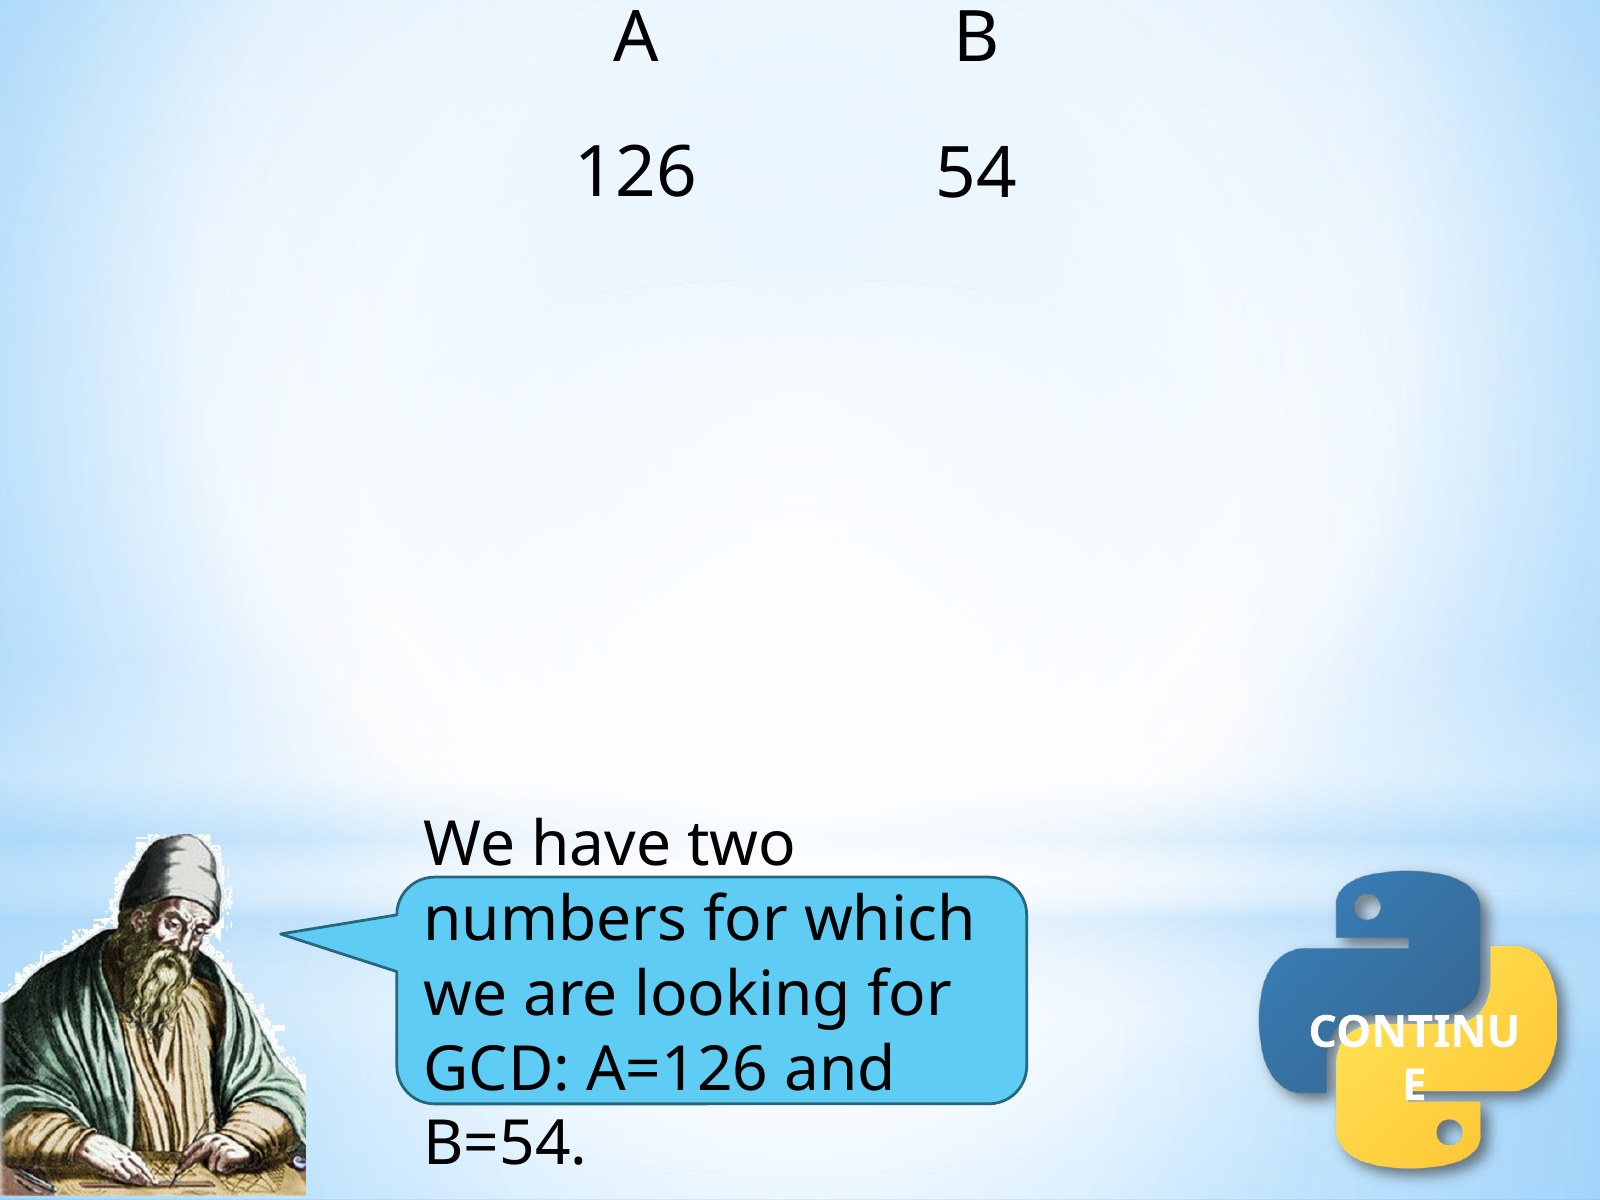 A B
126 54
We have two
numbers for which
we are looking for
GCD: A=126 and
B=54.
CONTINU
E